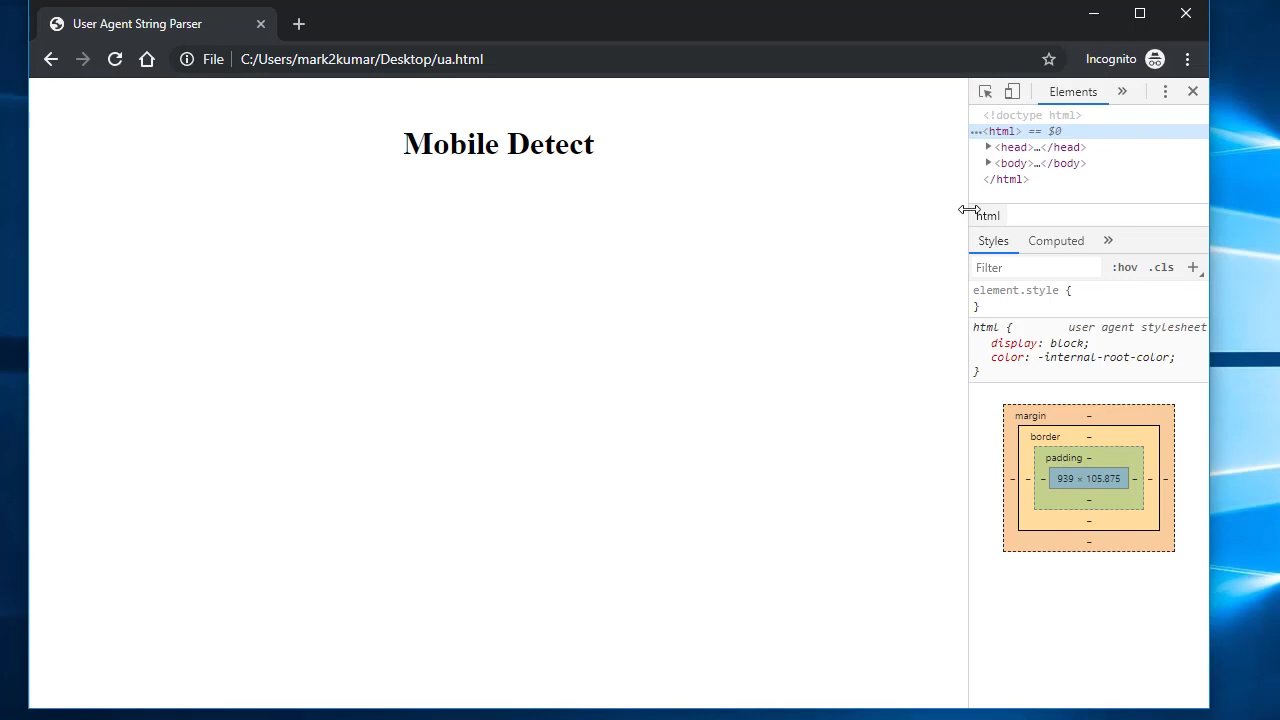 User Agent String Parser
File C:/Users/mark2kumar/Desktop/ua.html
Incognito
Mobile Detect
Elements
<!doctype html>
…<html> == $0
<head>…</head>
<body>…</body>
</html>
html
Styles Computed
Filter :hov .cls +
element.style {
}
html { user agent stylesheet
display: block;
color: -internal-root-color;
}
margin –
border –
padding –
– – – 939 × 105.875 – – –
–
–
–